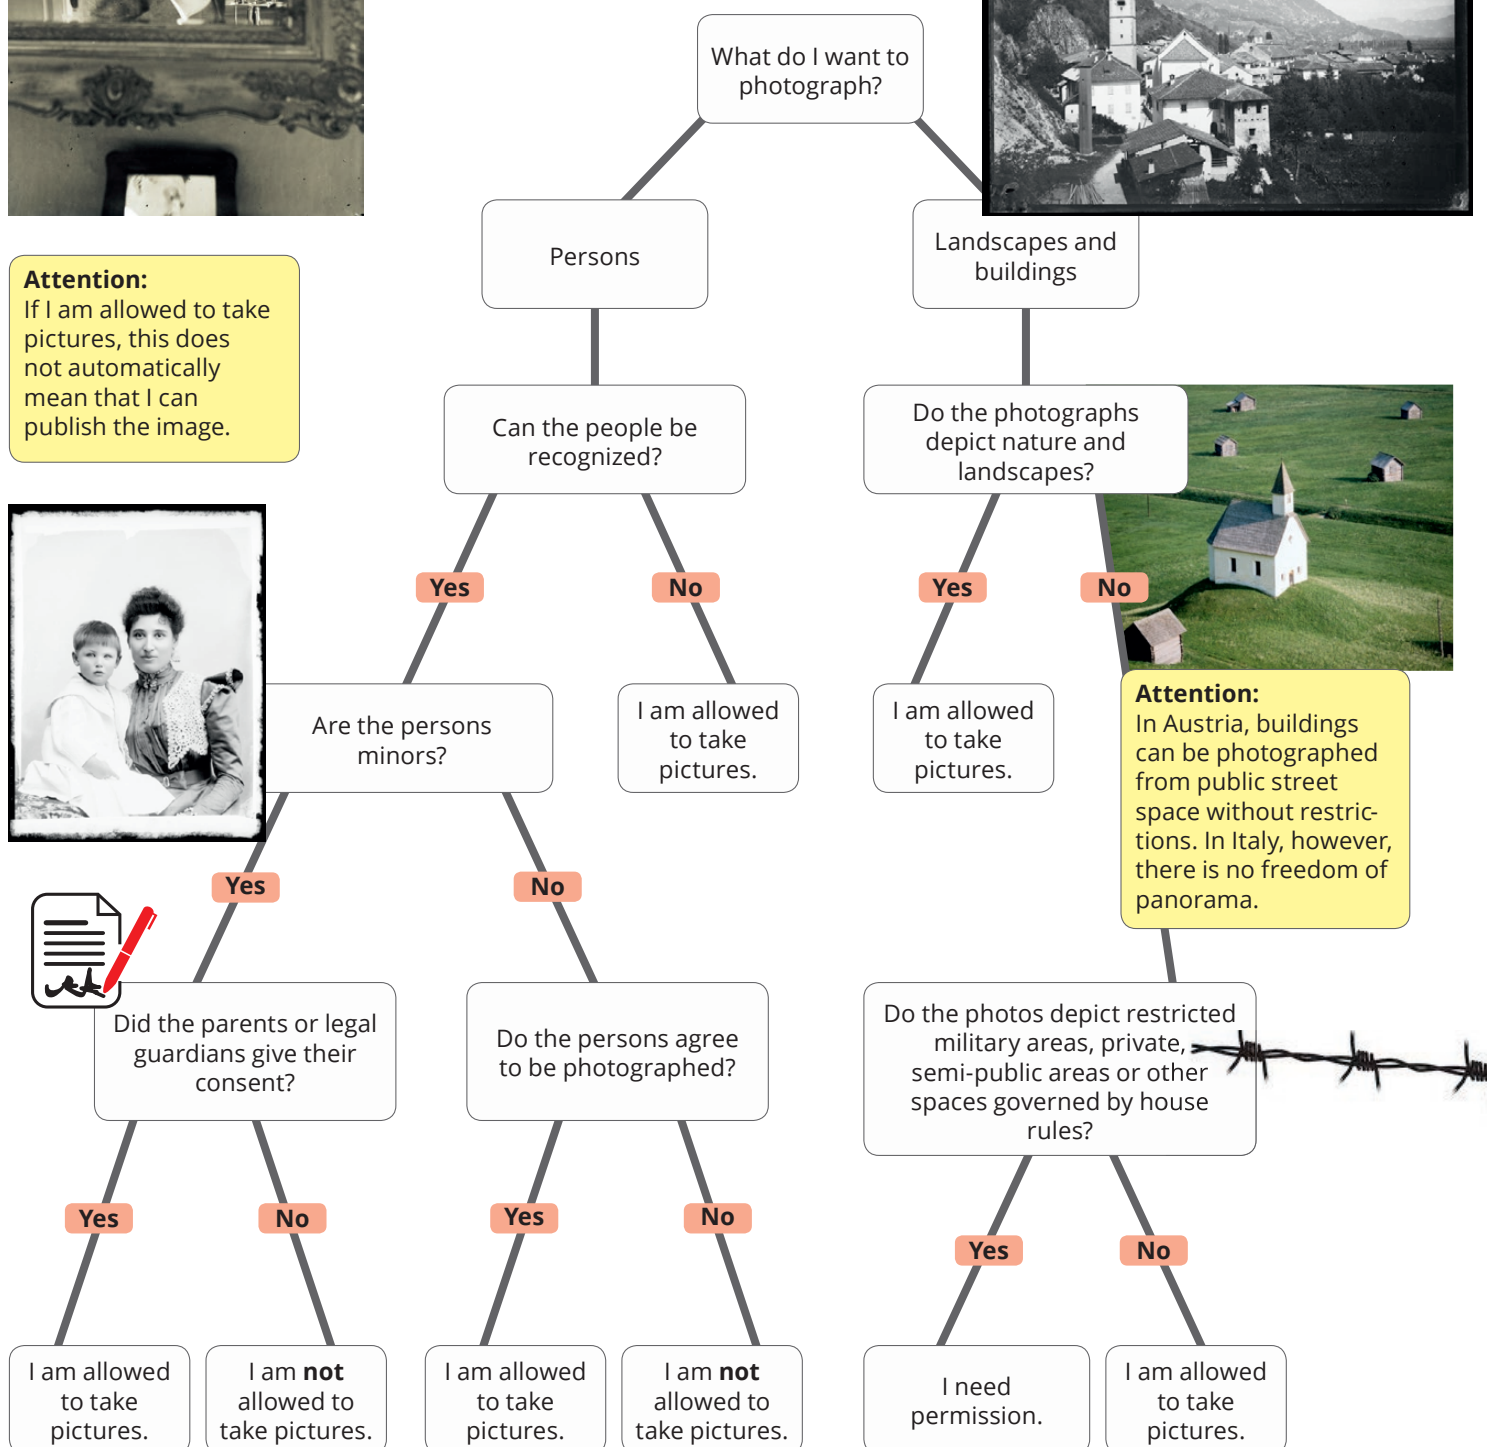 What do I want to
photograph?
Persons
Landscapes and
buildings
Attention:
If I am allowed to take
pictures, this does
not automatically
mean that I can
publish the image.
Can the people be
recognized?
Do the photographs
depict nature and
landscapes?
Yes
No
Yes
No
Are the persons
minors?
I am allowed
to take
pictures.
I am allowed
to take
pictures.
Attention:
In Austria, buildings
can be photographed
from public street
space without restric-
tions. In Italy, however,
there is no freedom of
panorama.
Yes
No
Did the parents or legal
guardians give their
consent?
Do the persons agree
to be photographed?
Do the photos depict restricted
military areas, private,
semi-public areas or other
spaces governed by house
rules?
Yes
No
Yes
No
Yes
No
I am allowed
to take
pictures.
I am not
allowed to
take pictures.
I am allowed
to take
pictures.
I am not
allowed to
take pictures.
I need
permission.
I am allowed
to take
pictures.